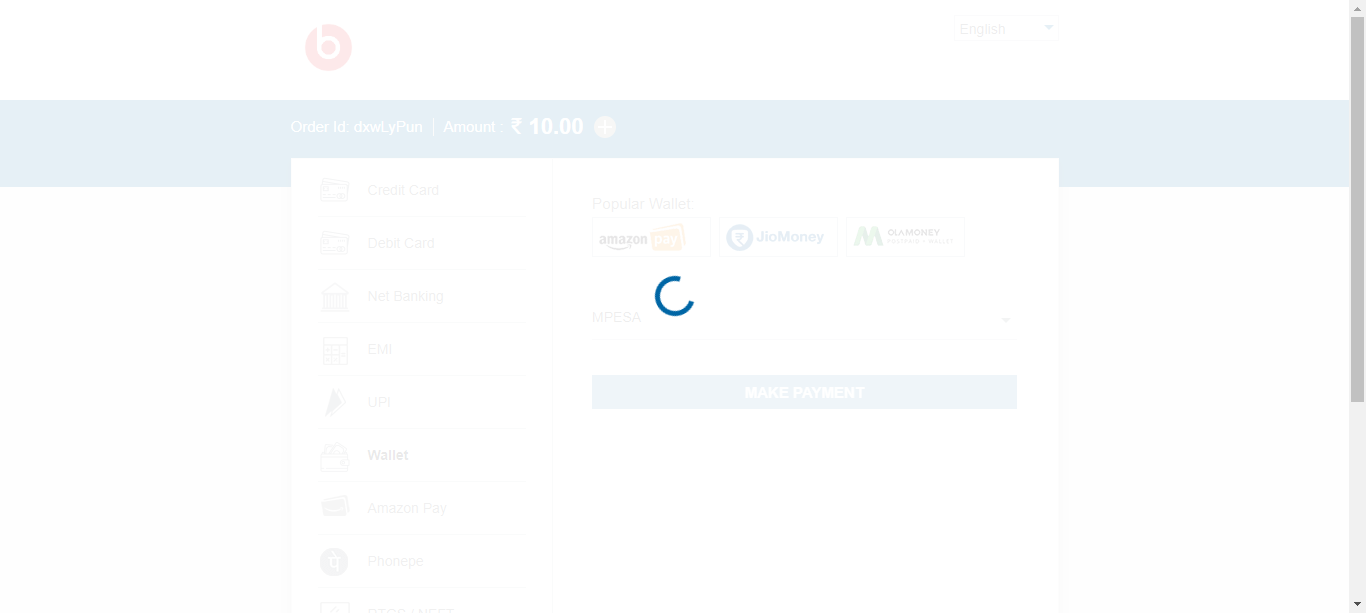 English
Order Id: dxwLyPun | Amount : ₹ 10.00
Credit Card
Debit Card
Net Banking
EMI
UPI
Wallet
Amazon Pay
Phonepe
RTGS / NEFT
Popular Wallet:
amazon pay
JioMoney
OLAMONEY
POSTPAID + WALLET
MPESA
MAKE PAYMENT